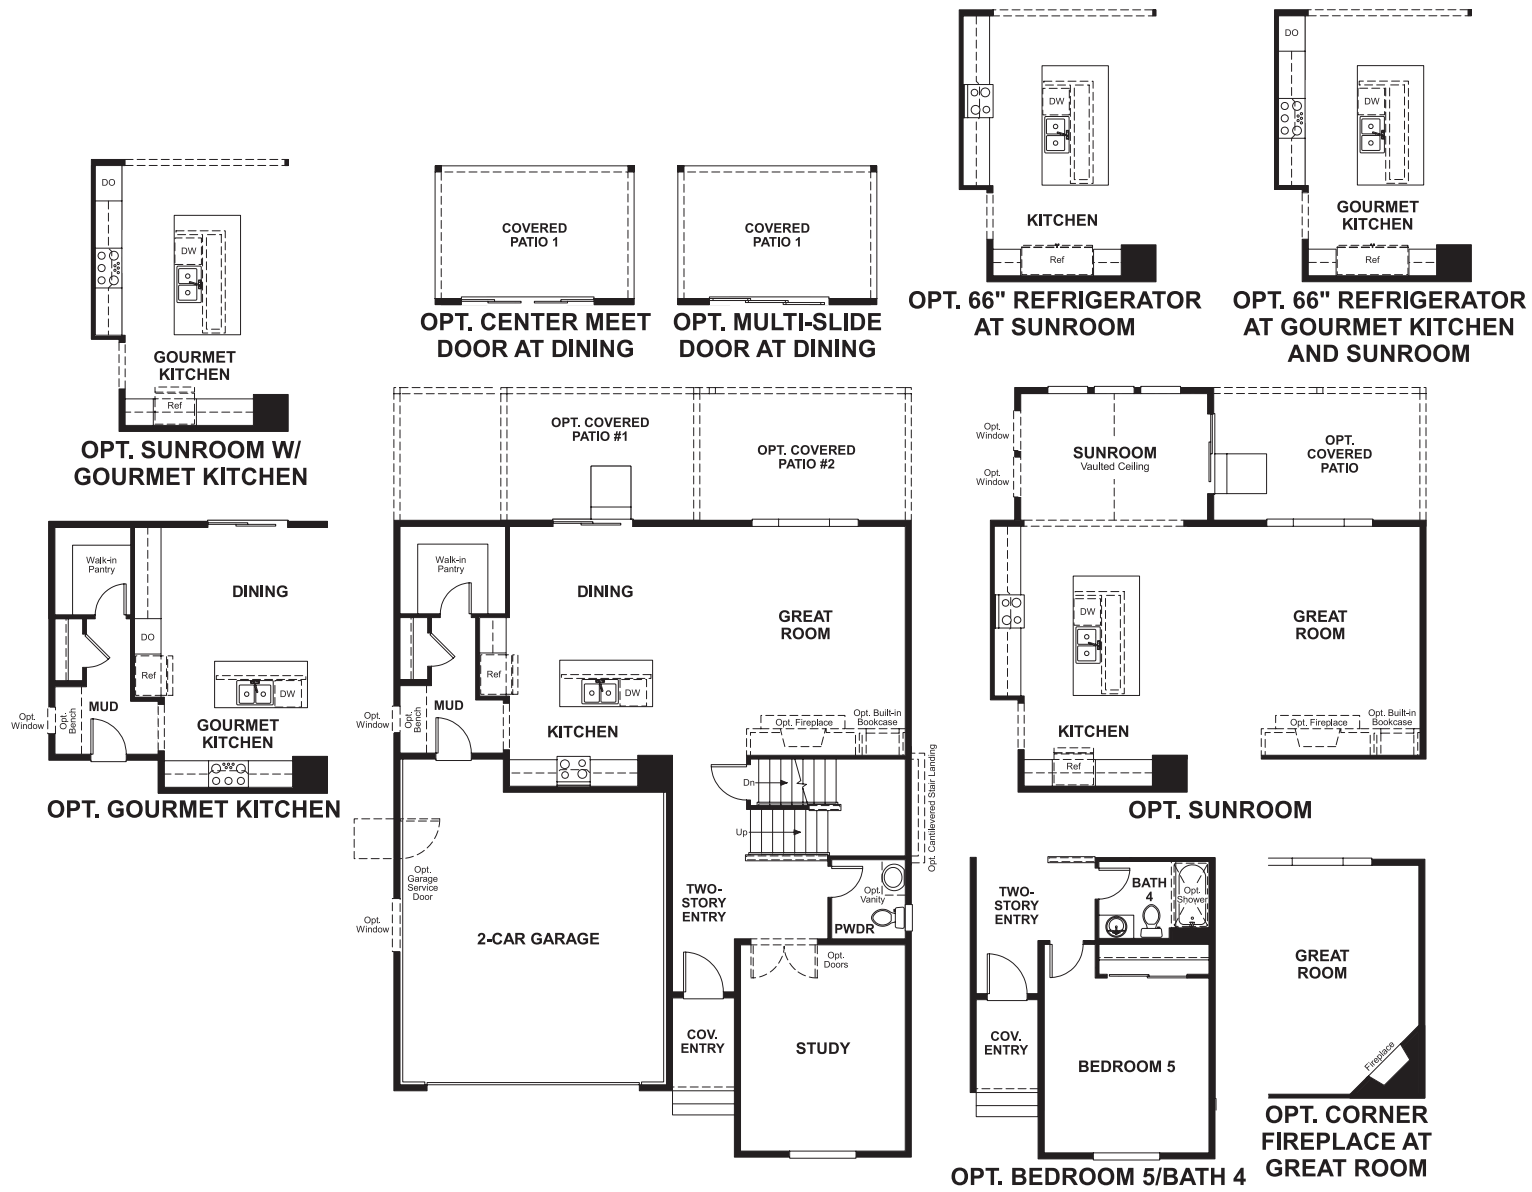 DO
DW
KITCHEN
Ref
OPT. 66" REFRIGERATOR
AT SUNROOM
DO
DW
GOURMET
KITCHEN
Ref
OPT. 66" REFRIGERATOR
AT GOURMET KITCHEN
AND SUNROOM
DW
GOURMET
KITCHEN
Ref
OPT. SUNROOM W/
GOURMET KITCHEN
COVERED
PATIO 1
OPT. CENTER MEET
DOOR AT DINING
COVERED
PATIO 1
OPT. MULTI-SLIDE
DOOR AT DINING
Walk-in
Pantry
DINING
DO
Ref
DW
MUD
Opt.
Window
Opt.
Bench
GOURMET
KITCHEN
OPT. GOURMET KITCHEN
OPT. COVERED
PATIO #1
OPT. COVERED
PATIO #2
Walk-in
Pantry
DINING
GREAT
ROOM
Ref
DW
MUD
Opt.
Window
Opt.
Bench
KITCHEN
Opt. Fireplace
Opt. Built-in
Bookcase
Dn
Up
Opt. Cantilevered Stair Landing
Opt.
Garage
Service
Door
Opt.
Window
2-CAR GARAGE
TWO-
STORY
ENTRY
Opt.
Vanity
PWDR
Opt.
Doors
COV.
ENTRY
STUDY
Opt.
Window
Opt.
Window
SUNROOM
Vaulted Ceiling
OPT.
COVERED
PATIO
DW
GREAT
ROOM
KITCHEN
Ref
Opt. Fireplace
Opt. Built-in
Bookcase
OPT. SUNROOM
TWO-
STORY
ENTRY
BATH
4
Opt.
Shower
COV.
ENTRY
BEDROOM 5
OPT. BEDROOM 5/BATH 4
GREAT
ROOM
Fireplace
OPT. CORNER
FIREPLACE AT
GREAT ROOM